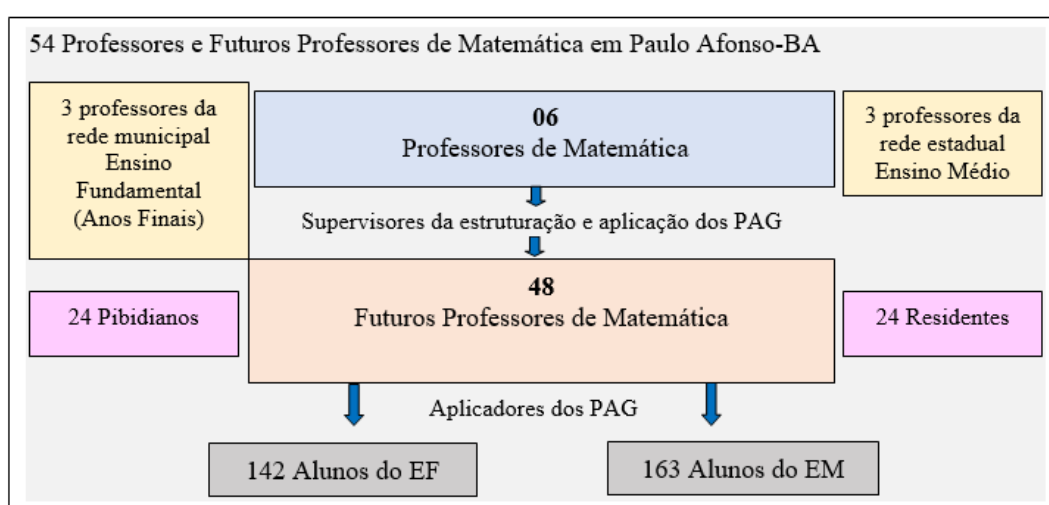 54 Professores e Futuros Professores de Matemática em Paulo Afonso-BA
3 professores da
rede municipal
Ensino
Fundamental
(Anos Finais)
06
Professores de Matemática
3 professores da
rede estadual
Ensino Médio
Supervisores da estruturação e aplicação dos PAG
24 Pibidianos
48
Futuros Professores de Matemática
24 Residentes
Aplicadores dos PAG
142 Alunos do EF
163 Alunos do EM